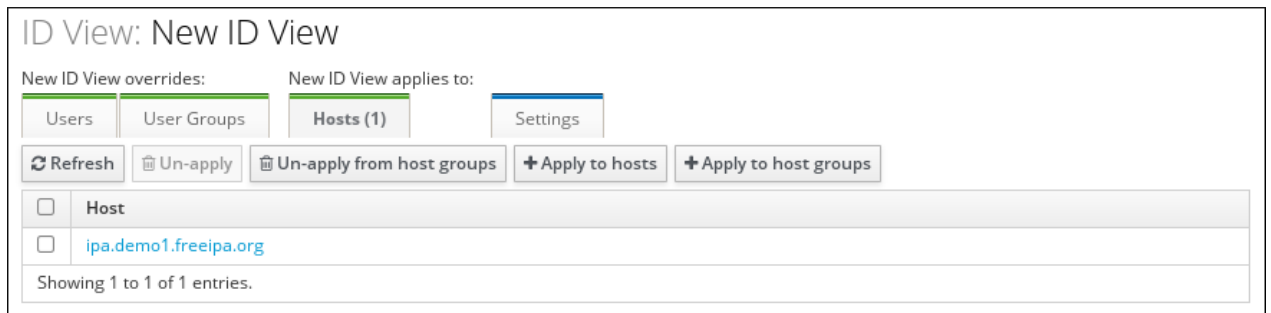 ID View: New ID View
New ID View overrides: New ID View applies to:
Users User Groups Hosts (1) Settings
Refresh Un-apply Un-apply from host groups Apply to hosts Apply to host groups
Host
ipa.demo1.freeipa.org
Showing 1 to 1 of 1 entries.